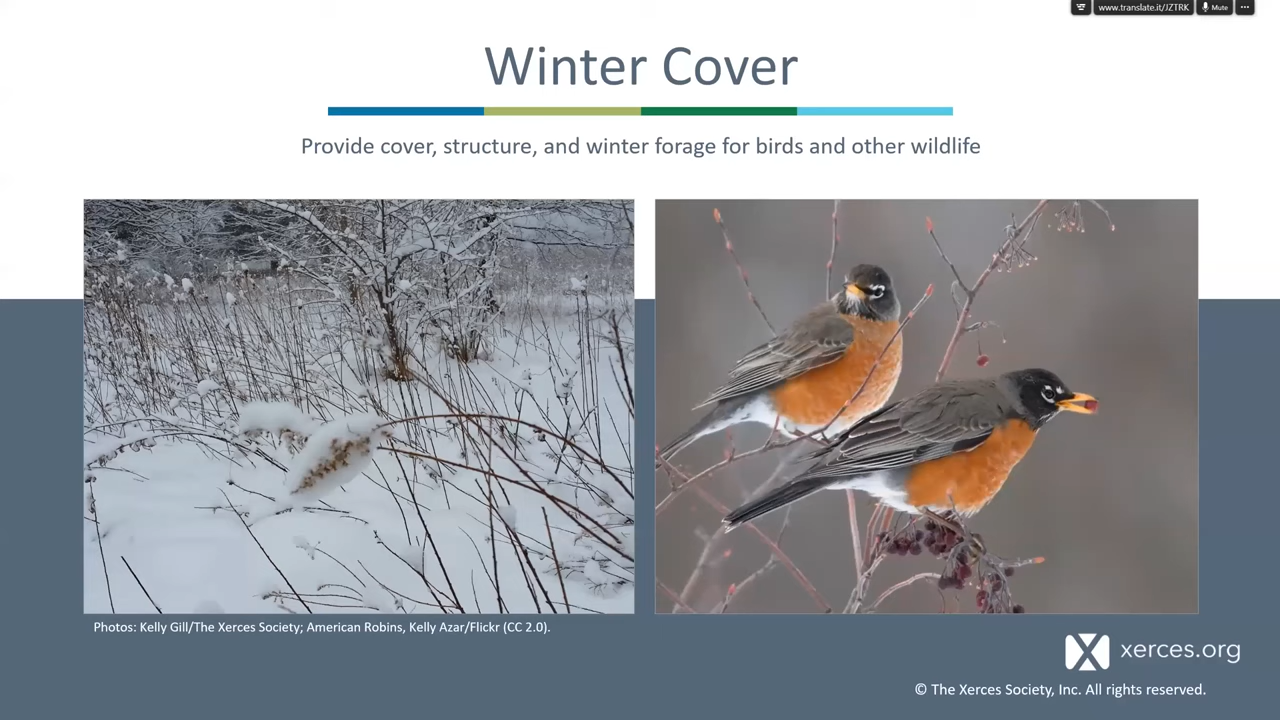 www.translate.it/JZTRK Mute
Winter Cover
Provide cover, structure, and winter forage for birds and other wildlife
Photos: Kelly Gill/The Xerces Society; American Robins, Kelly Azar/Flickr (CC 2.0).
xerces.org
© The Xerces Society, Inc. All rights reserved.